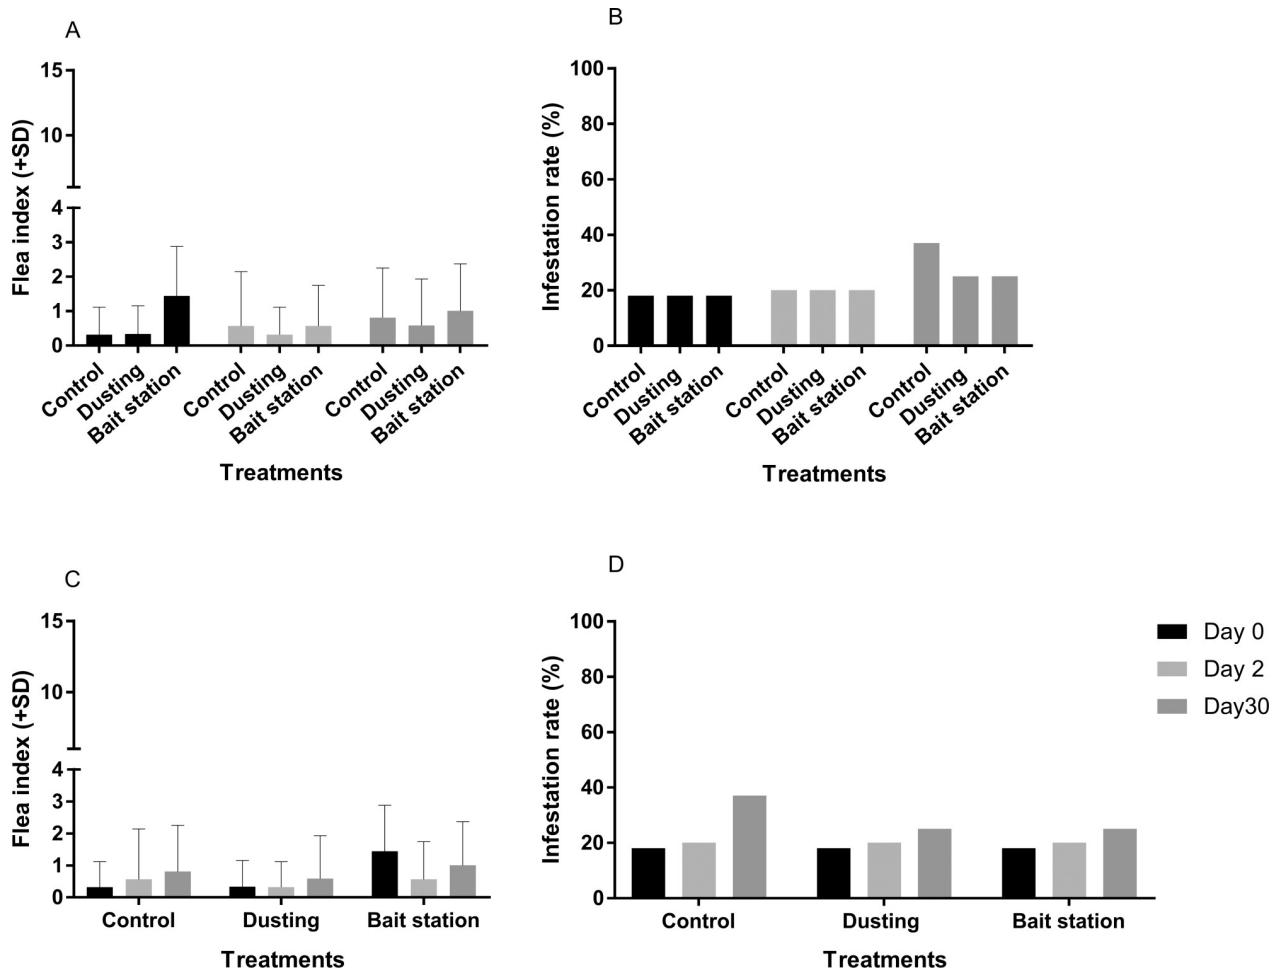 A
Flea index (+SD)
15
10
4
3
2
1
0
Control
Dusting
Bait station
Control
Dusting
Bait station
Control
Dusting
Bait station
Treatments
B
Infestation rate (%)
100
80
60
40
20
0
Control
Dusting
Bait station
Control
Dusting
Bait station
Control
Dusting
Bait station
Treatments
C
Flea index (+SD)
15
10
4
3
2
1
0
Control
Dusting
Bait station
Treatments
D
Infestation rate (%)
100
80
60
40
20
0
Control
Dusting
Bait station
Treatments
Day 0
Day 2
Day30